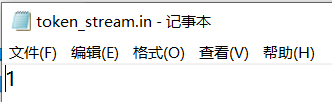 token_stream.in - 记事本
文件(F) 编辑(E) 格式(O) 查看(V) 帮助(H)
1